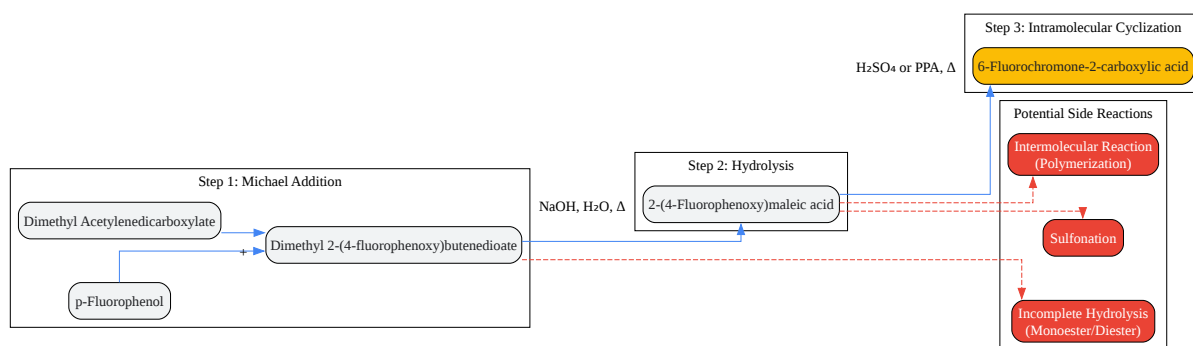 Step 3: Intramolecular Cyclization
6-Fluorochromone-2-carboxylic acid
H₂SO₄ or PPA, Δ
Potential Side Reactions
Intermolecular Reaction
(Polymerization)
Sulfonation
Incomplete Hydrolysis
(Monoester/Diester)
Step 2: Hydrolysis
2-(4-Fluorophenoxy)maleic acid
NaOH, H₂O, Δ
Step 1: Michael Addition
Dimethyl Acetylenedicarboxylate
Dimethyl 2-(4-fluorophenoxy)butenedioate
+
p-Fluorophenol